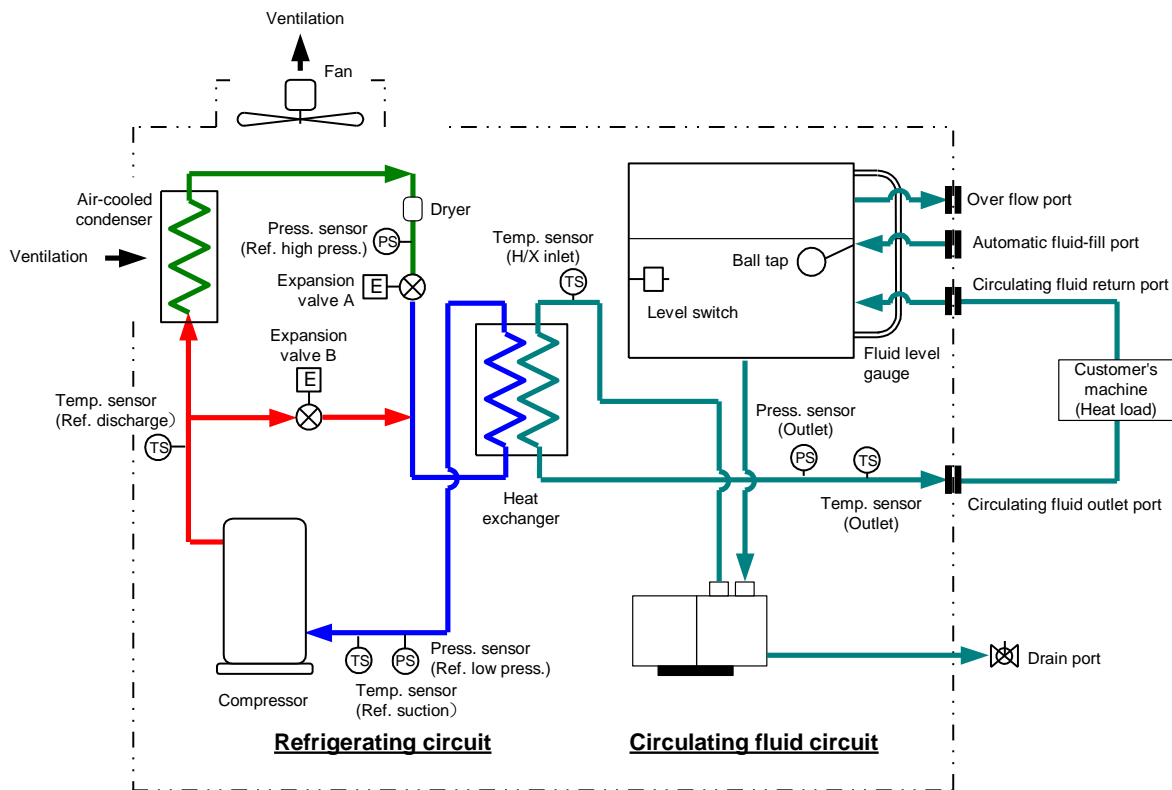 Ventilation
Fan
Air-cooled
condenser
Dryer
Press. sensor
(Ref. high press.)
PS
Ventilation
Expansion
valve A
E
Temp. sensor
(H/X inlet)
TS
Ball tap
Level switch
Over flow port
Automatic fluid-fill port
Circulating fluid return port
Fluid level
gauge
Customer's
machine
(Heat load)
Expansion
valve B
E
Temp. sensor
(Ref. discharge）
TS
Press. sensor
(Outlet)
PS
TS
Temp. sensor
(Outlet)
Heat
exchanger
Circulating fluid outlet port
Press. sensor
(Ref. low press.)
TS
PS
Temp. sensor
(Ref. suction）
Compressor
Drain port
Refrigerating circuit
Circulating fluid circuit